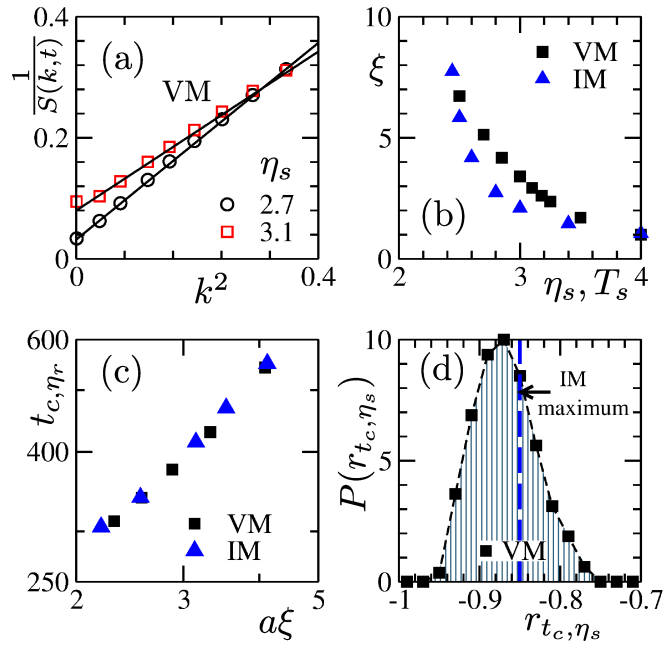 0.4
0.2
0
1/S(k,t)
(a)
VM
η_s
2.7
3.1
0
0.4
k²
10
5
0
ξ
VM
IM
(b)
2
3
4
η_s, T_s
600
400
250
t_{c,η_r}
(c)
VM
IM
2
3
5
aξ
10
5
0
P(r_{t_c,η_s})
(d)
IM
maximum
VM
-1
-0.9
-0.8
-0.7
r_{t_c,η_s}